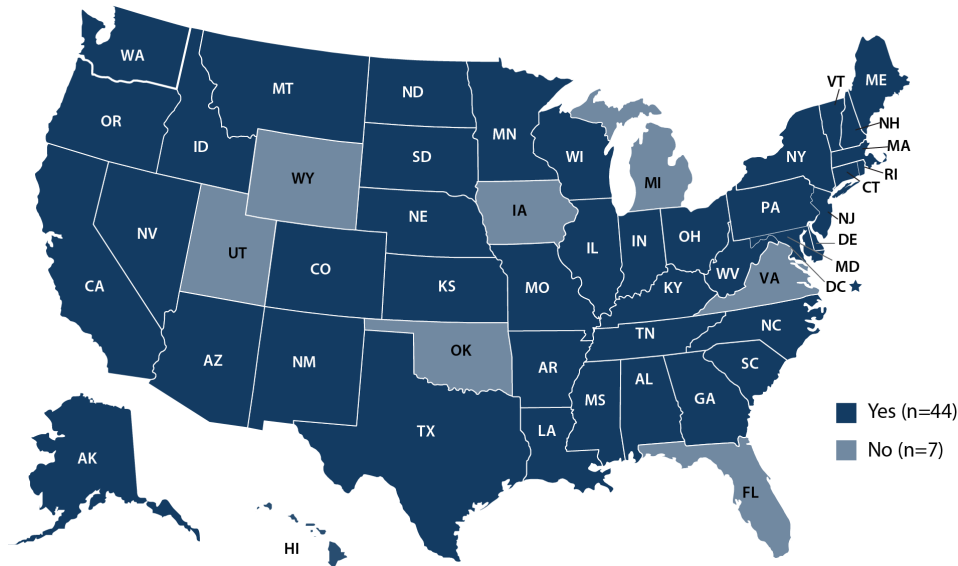 WA
MT
ND
MN
OR
ID
SD
WI
WY
MI
IA
NE
NV
UT
CO
CA
KS
MO
IL
IN
OH
KY
WV
VA
PA
NY
VT
ME
NH
MA
RI
CT
NJ
DE
MD
DC
NC
TN
SC
AZ
NM
OK
AR
MS
AL
GA
LA
TX
FL
AK
HI
Yes (n=44)
No (n=7)